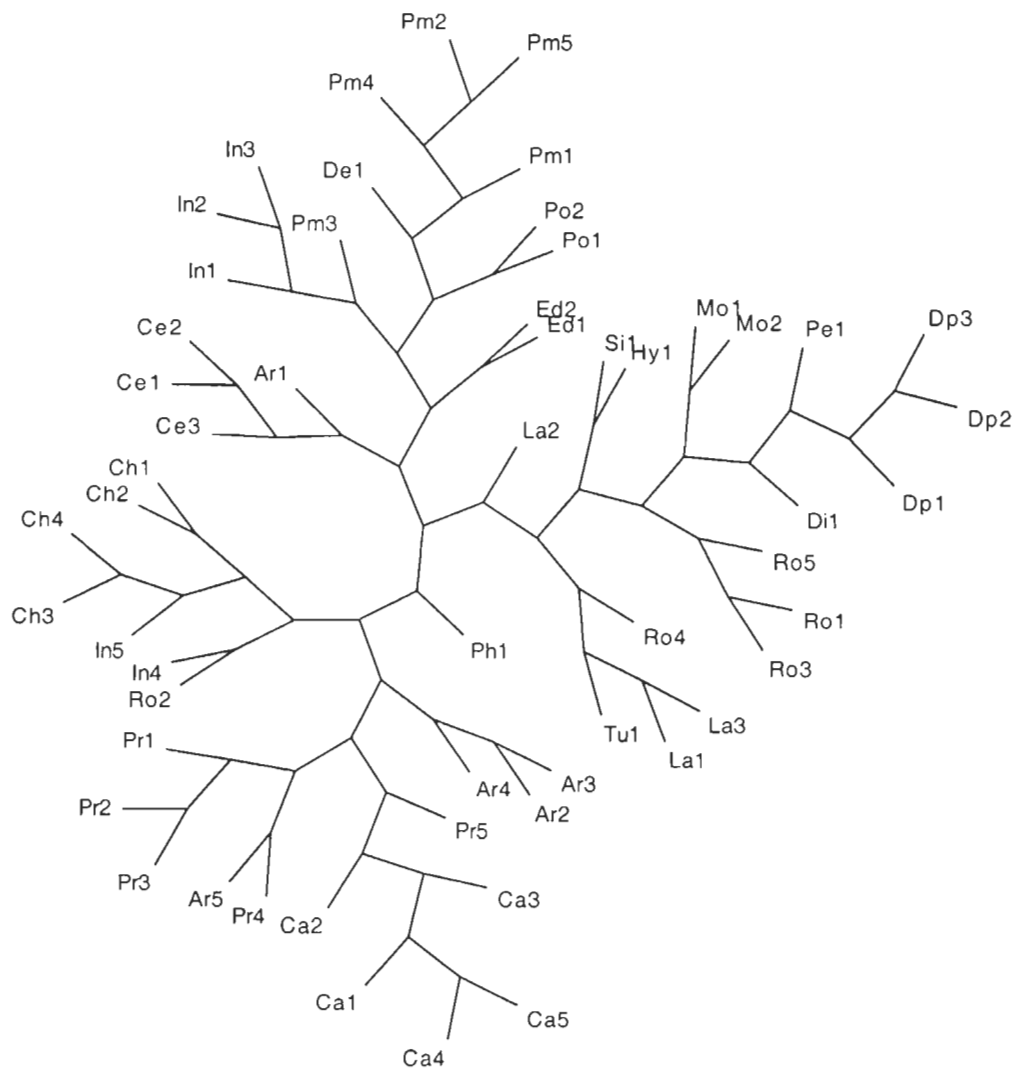 Pm2
Pm5
Pm4
In3
De1
Pm1
In2
Pm3
Po2
Po1
In1
Ed2
Ed1
Mo1
Mo2
Pe1
Dp3
Ce2
Si1
Hy1
Ar1
Ce1
Dp2
Ce3
La2
Ch1
Ch2
Dp1
Ch4
Di1
Ro5
Ch3
Ro1
Ro4
In5
Ph1
In4
Ro3
Ro2
La3
Tu1
Pr1
La1
Ar4
Ar3
Pr2
Ar2
Pr5
Pr3
Ar5
Ca3
Pr4
Ca2
Ca1
Ca5
Ca4